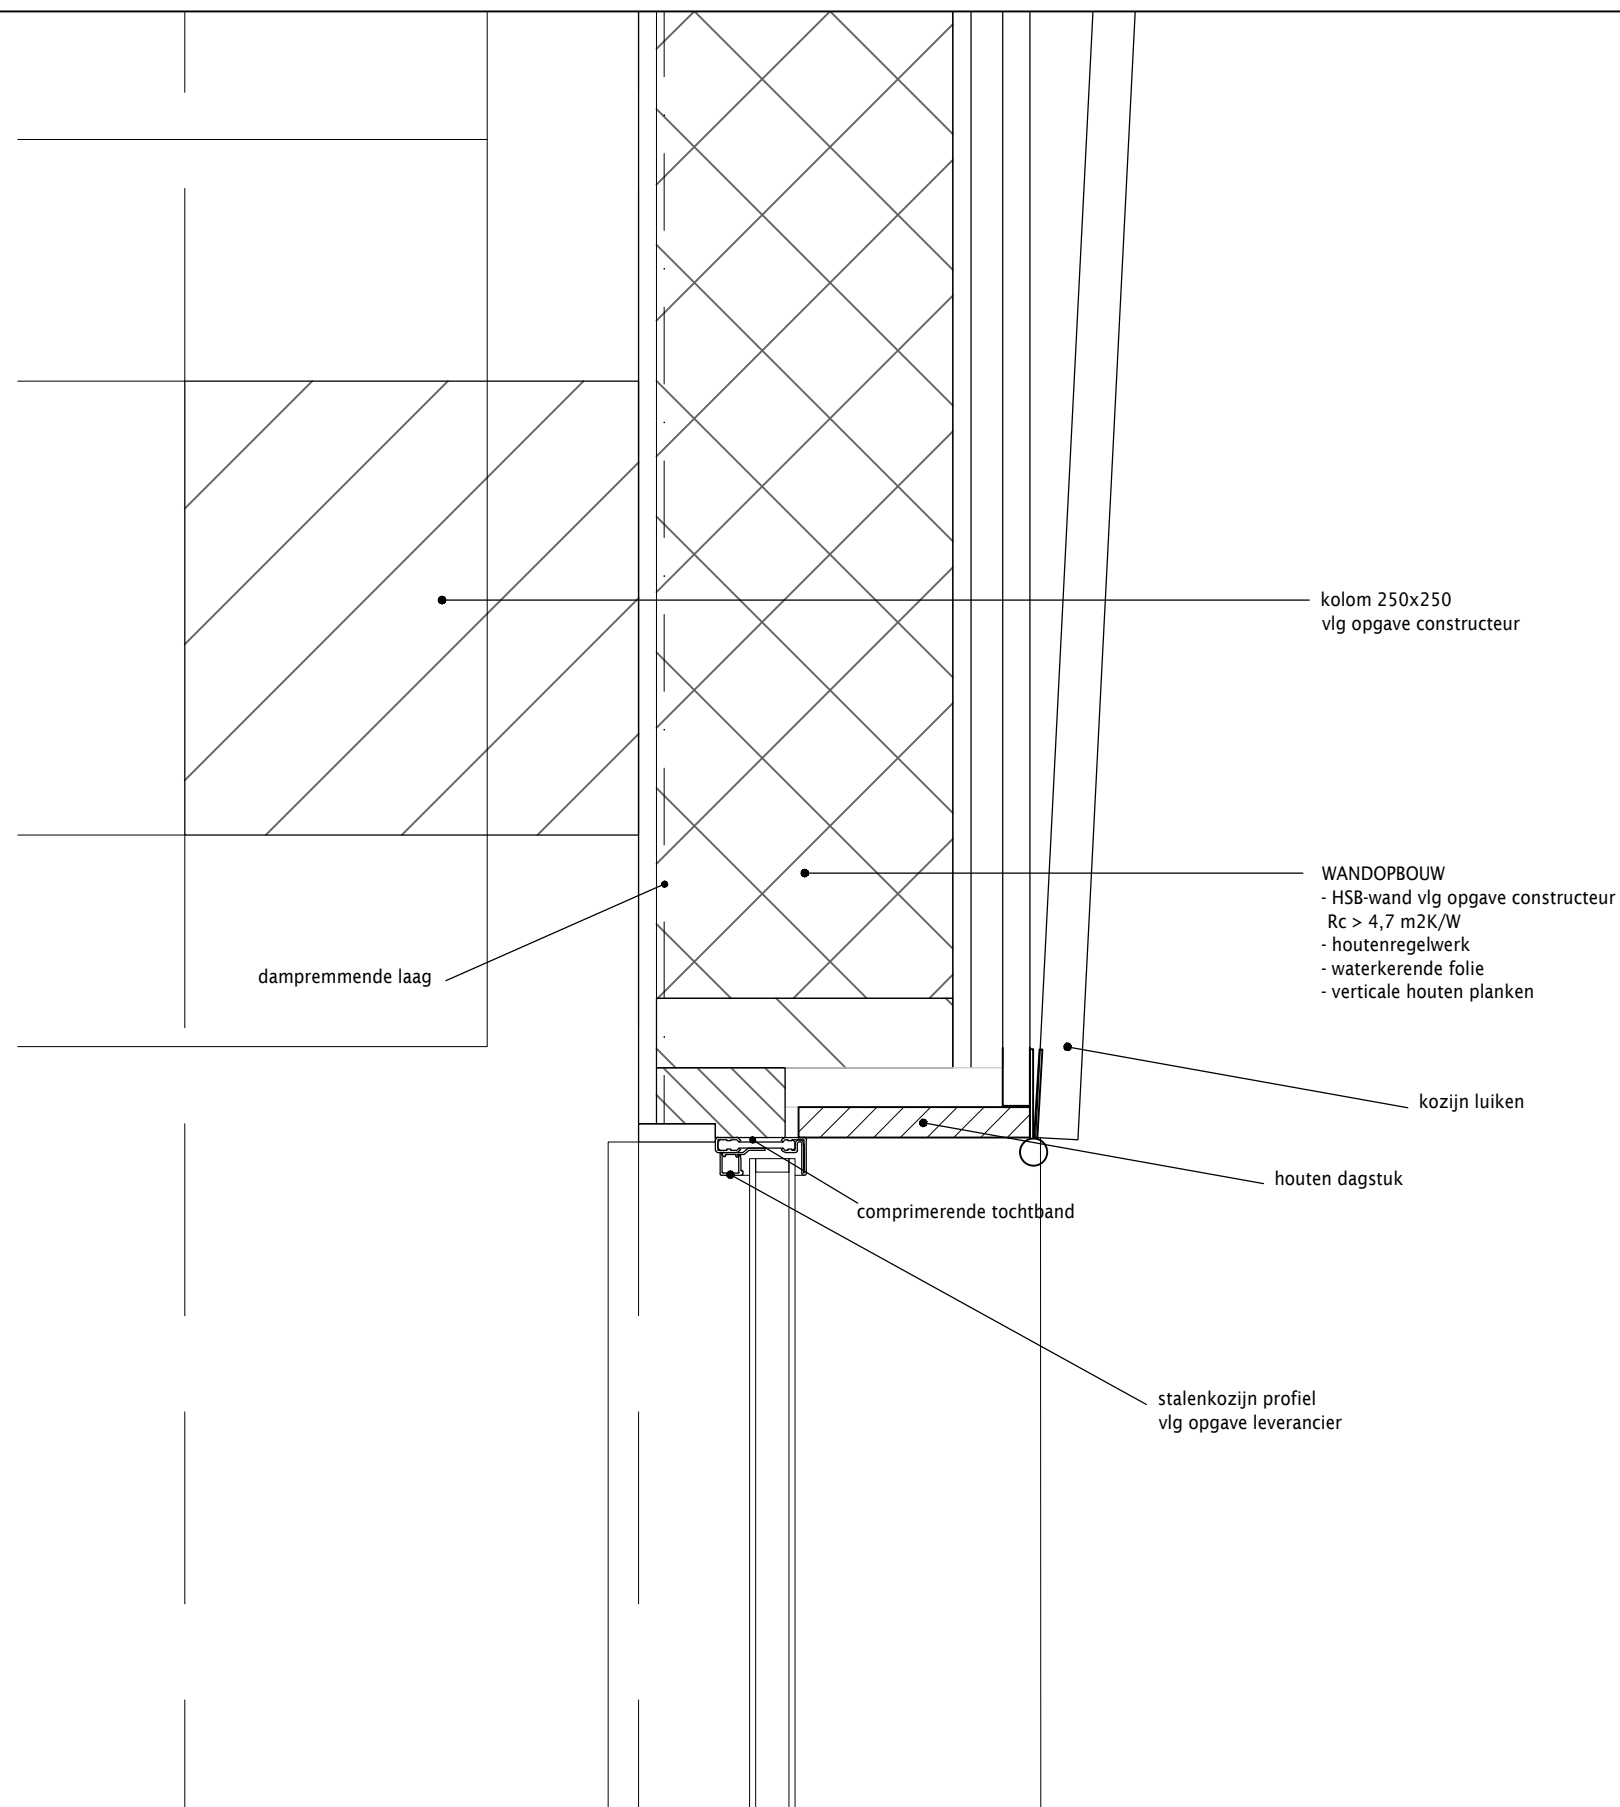 kolom 250x250
vlg opgave constructeur
WANDOPBOUW
- HSB-wand vlg opgave constructeur
Rc > 4,7 m2K/W
- houtenregelwerk
- waterkerende folie
- verticale houten planken
dampremmende laag
kozijn luiken
houten dagstuk
comprimerende tochtband
stalenkozijn profiel
vlg opgave leverancier